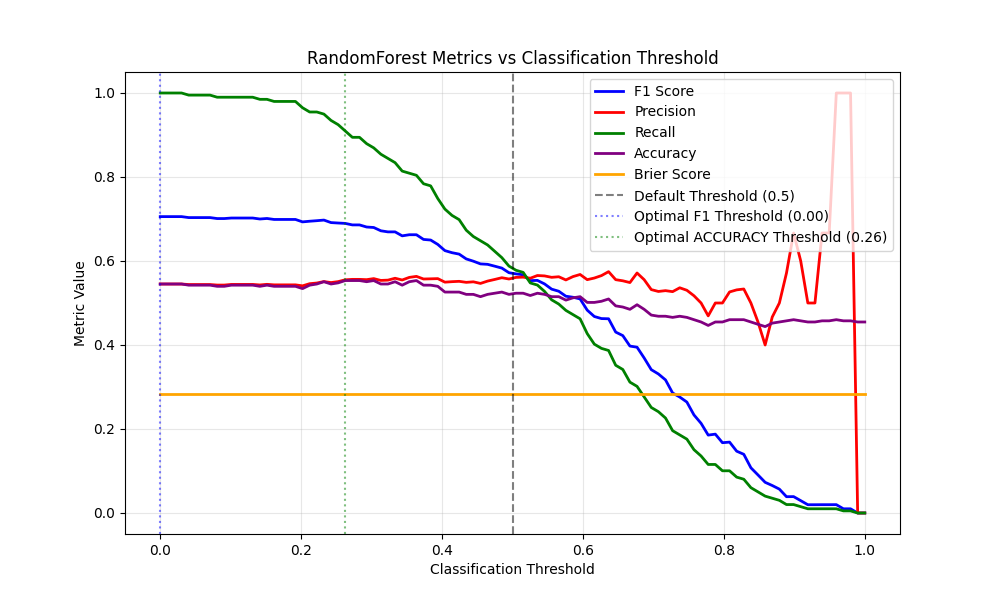 RandomForest Metrics vs Classification Threshold
Metric Value
1.0
0.8
0.6
0.4
0.2
0.0
F1 Score
Precision
Recall
Accuracy
Brier Score
Default Threshold (0.5)
Optimal F1 Threshold (0.00)
Optimal ACCURACY Threshold (0.26)
0.0 0.2 0.4 0.6 0.8 1.0
Classification Threshold